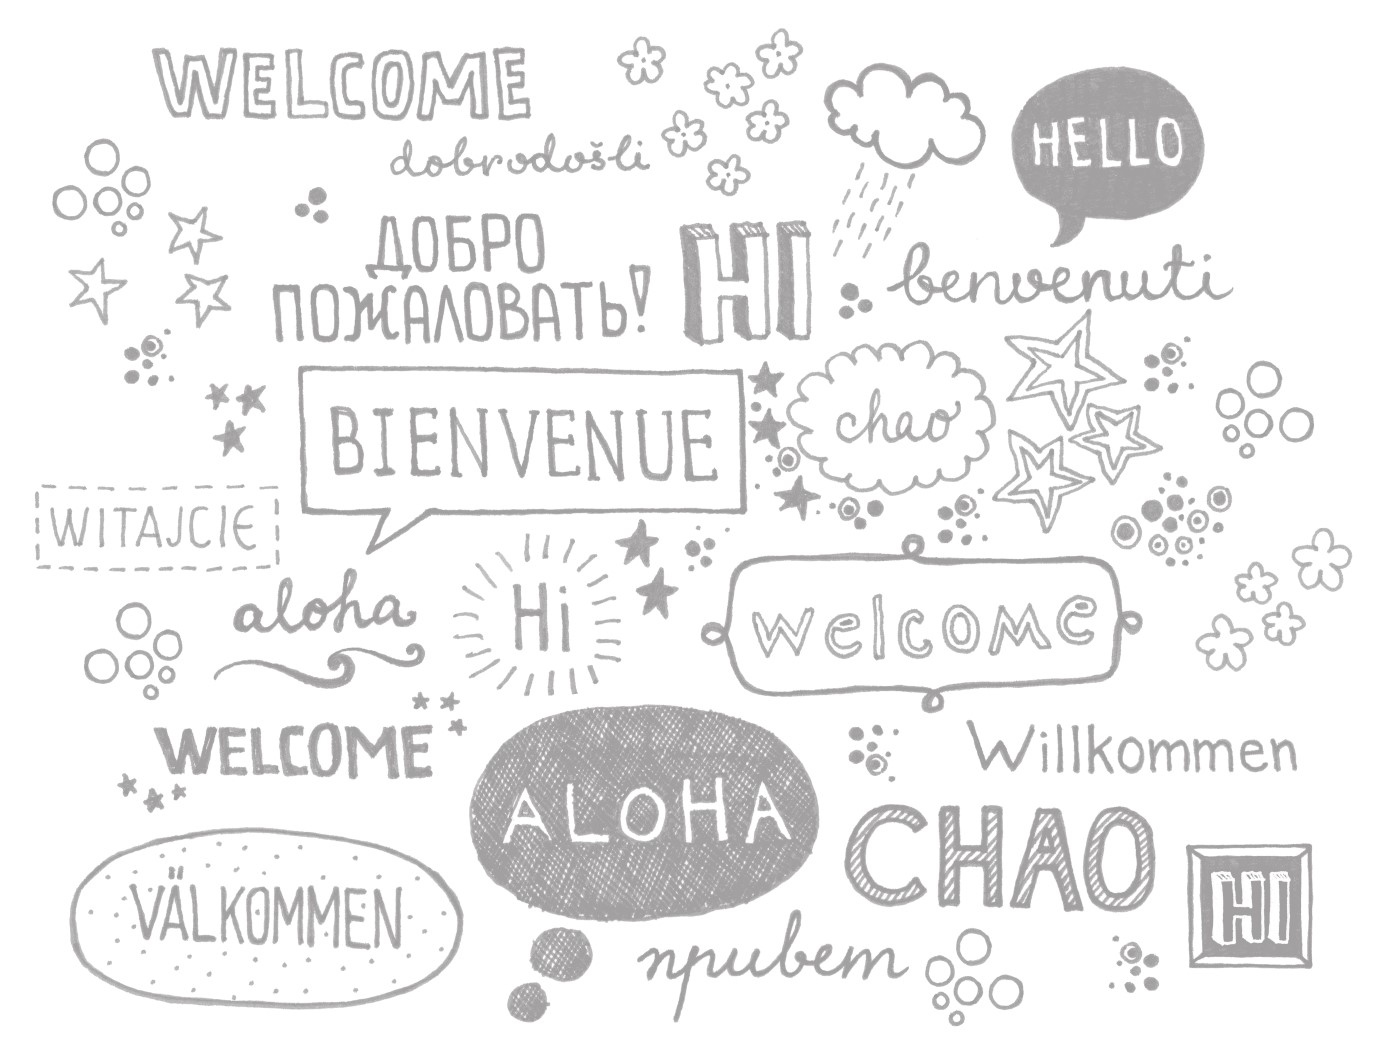 WELCOME
dobrodošli
HELLO
ДОБРО
ПОЖАЛОВАТЬ!
HI
benvenuti
BIENVENUE
chao
WITAJCIE
aloha
Hi
welcome
WELCOME
ALOHA
Willkommen
CHAO
VÄLKOMMEN
HI
привет